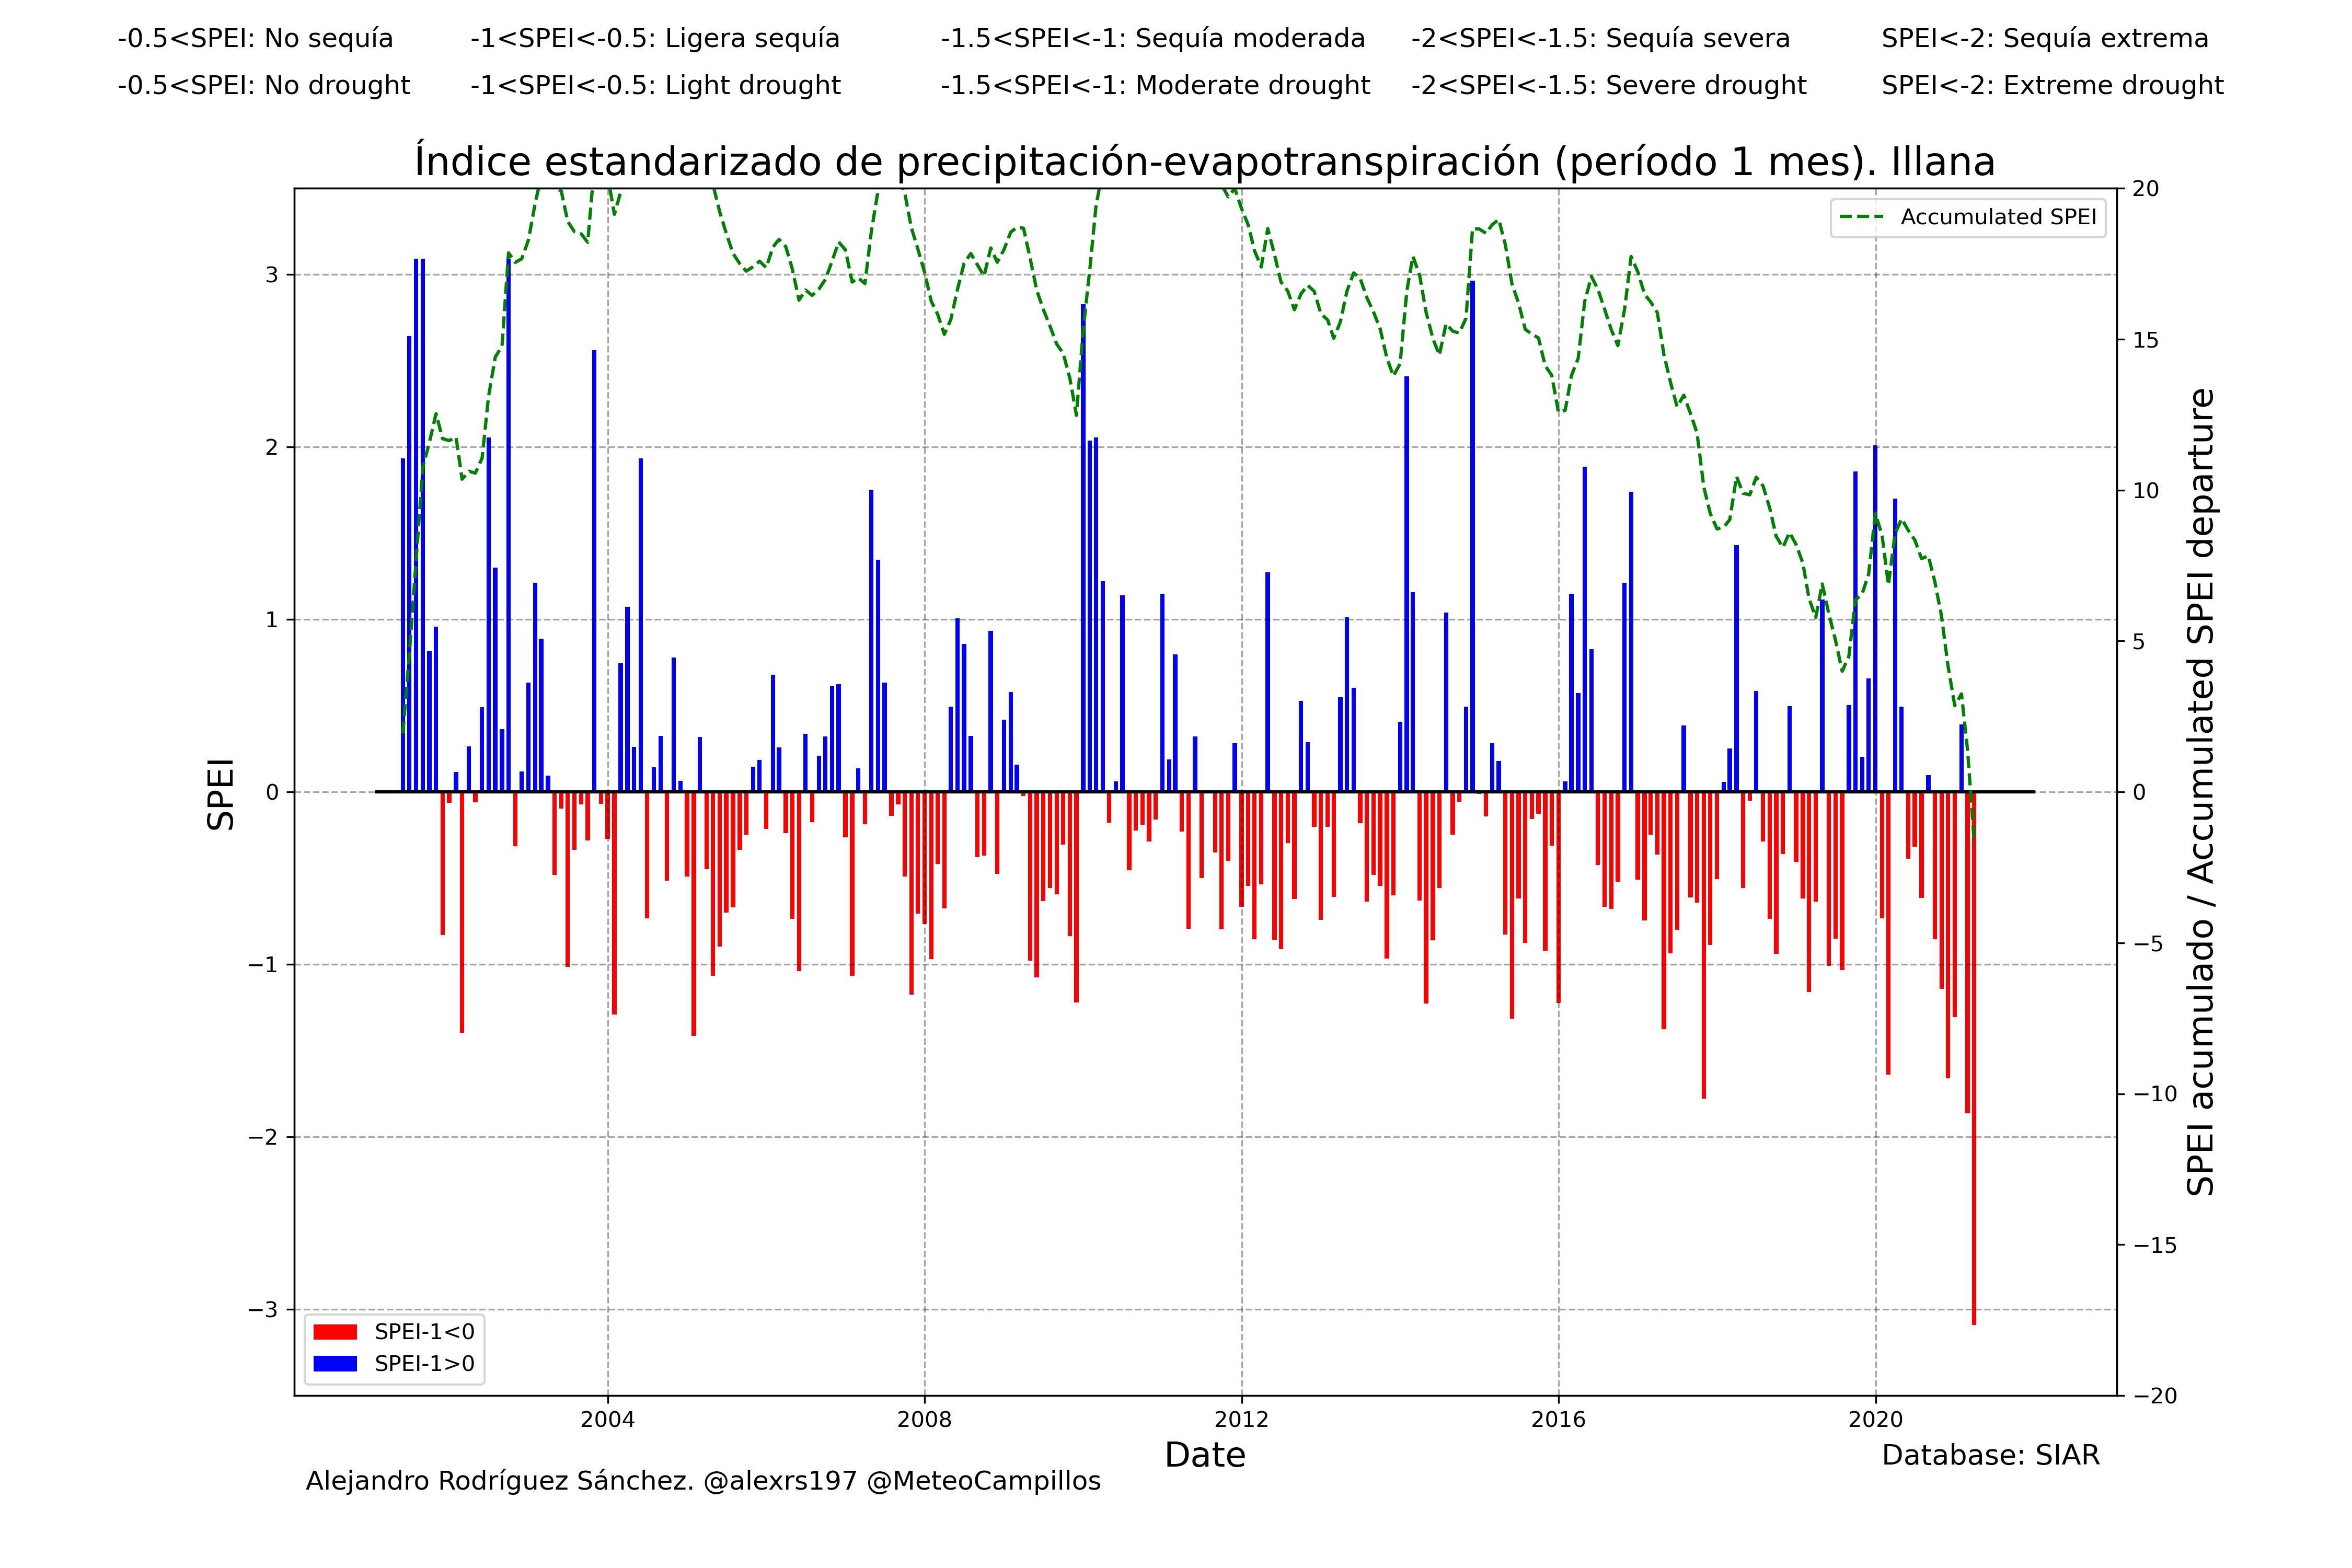 -0.5<SPEI: No sequía -1<SPEI<-0.5: Ligera sequía -1.5<SPEI<-1: Sequía moderada -2<SPEI<-1.5: Sequía severa SPEI<-2: Sequía extrema
-0.5<SPEI: No drought -1<SPEI<-0.5: Light drought -1.5<SPEI<-1: Moderate drought -2<SPEI<-1.5: Severe drought SPEI<-2: Extreme drought
Índice estandarizado de precipitación-evapotranspiración (período 1 mes). Illana
Accumulated SPEI
SPEI
3
2
1
0
−1
−2
−3
20
15
10
5
0
−5
−10
−15
−20
SPEI acumulado / Accumulated SPEI departure
SPEI-1<0
SPEI-1>0
2004 2008 2012 2016 2020
Date
Database: SIAR
Alejandro Rodríguez Sánchez. @alexrs197 @MeteoCampillos